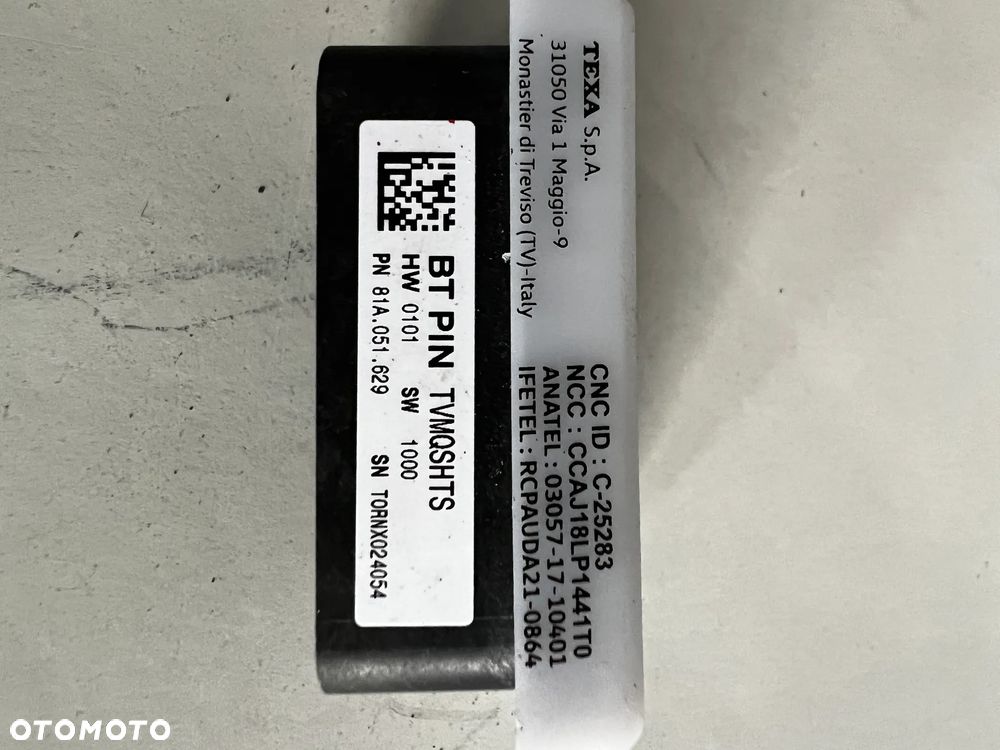 TEXA S.p.A.
31050 Via 1 Maggio-9
Monastier di Treviso (TV)-Italy
CNC ID : C-25283
NCC : CCAJ18LP1441T0
ANATEL : 03057-17-10401
IFETEL : RCPAUDA21-0864
BT PIN TVMQSHTS
HW 0101 SW 1000
PN 81A.051.629 SN TORNX024054
OTOMOTO